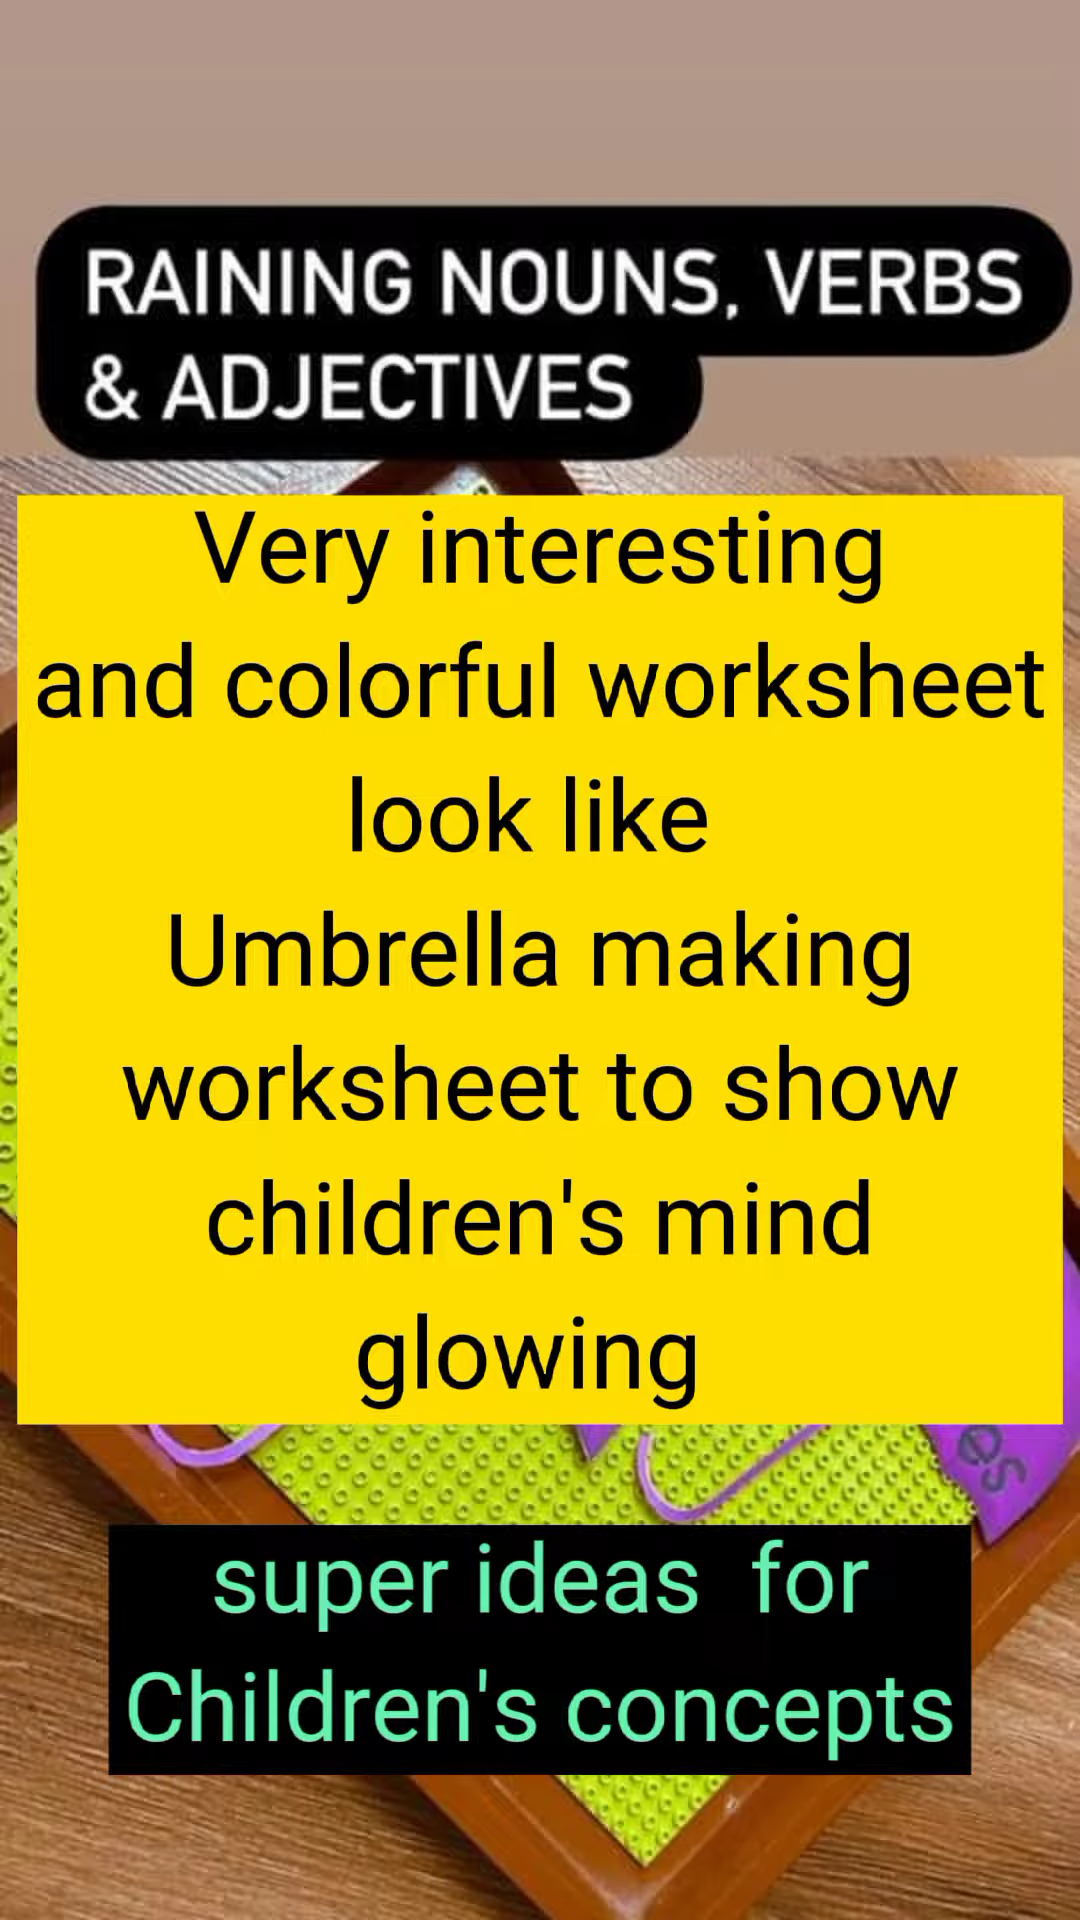 RAINING NOUNS, VERBS
& ADJECTIVES
Very interesting
and colorful worksheet
look like
Umbrella making
worksheet to show
children's mind
glowing
es
super ideas for
Children's concepts